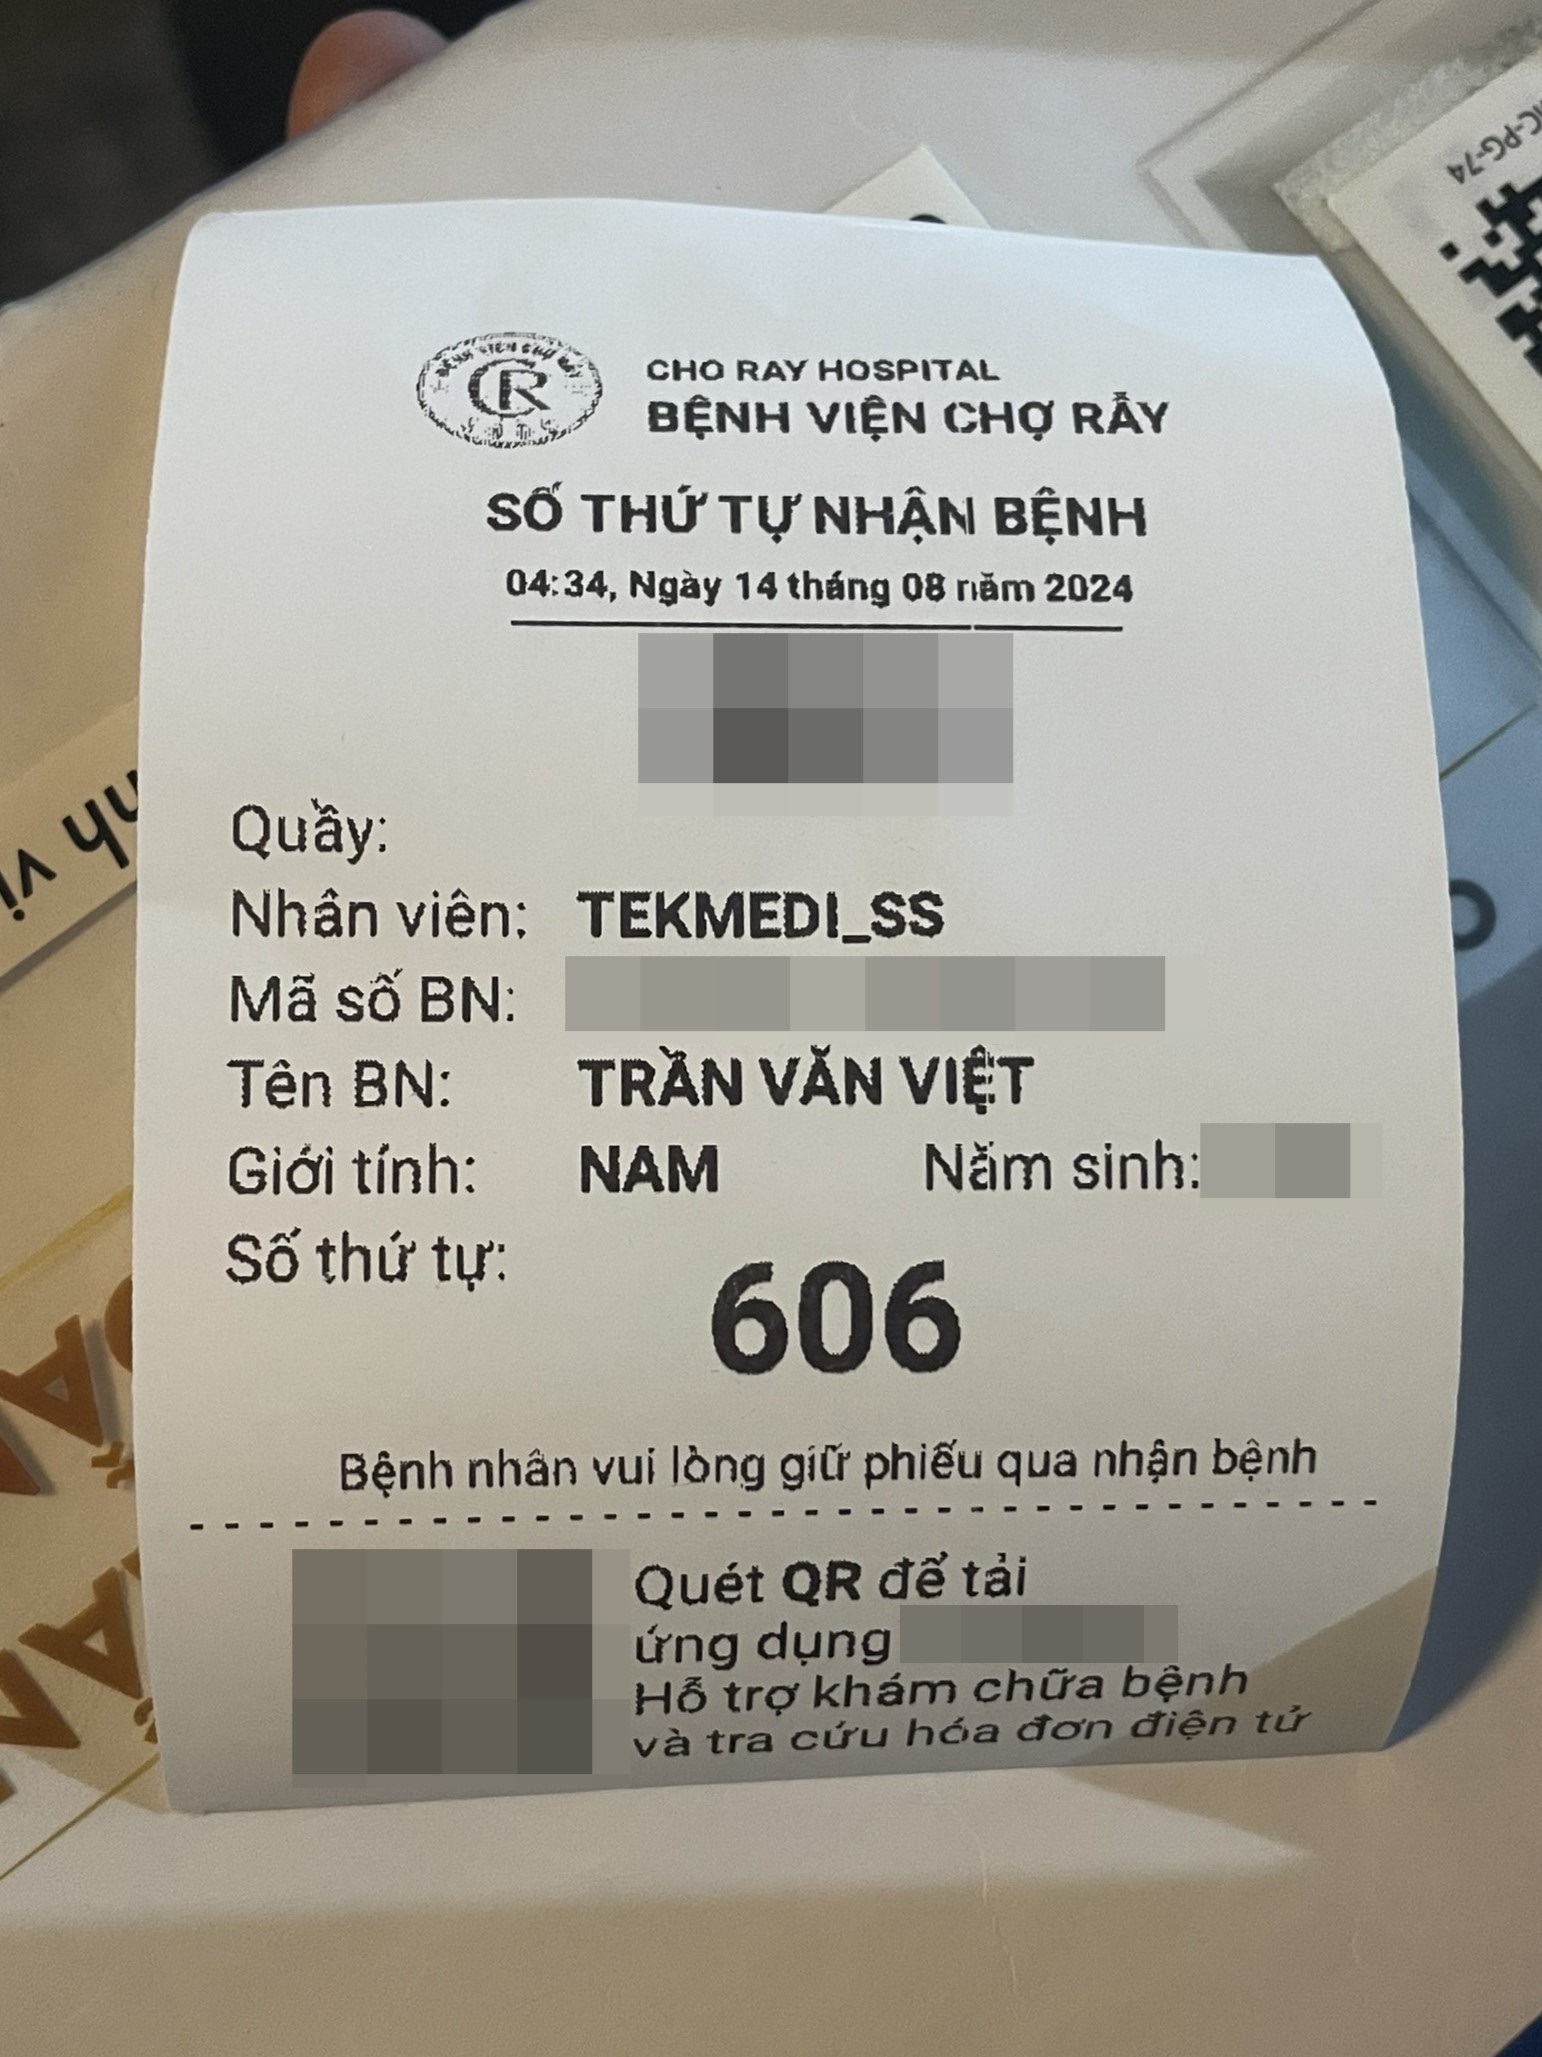 CHO RAY HOSPITAL
BỆNH VIỆN CHỢ RẪY
SỐ THỨ TỰ NHẬN BỆNH
04:34, Ngày 14 tháng 08 năm 2024
Quầy:
Nhân viên: TEKMEDI_SS
Mã số BN:
Tên BN: TRẦN VĂN VIỆT
Giới tính: NAM Năm sinh:
Số thứ tự: 606
Bệnh nhân vui lòng giữ phiếu qua nhận bệnh
Quét QR để tải
ứng dụng
Hỗ trợ khám chữa bệnh
và tra cứu hóa đơn điện tử